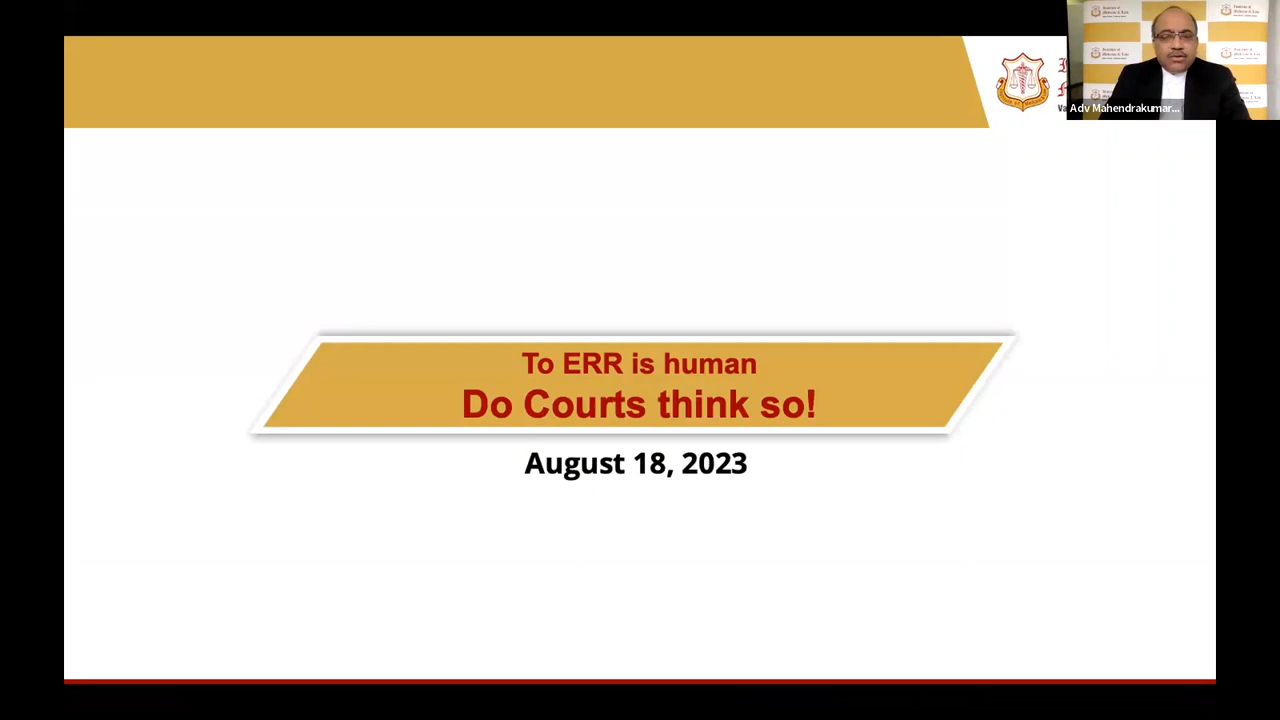 Adv Mahendrakumar...
To ERR is human
Do Courts think so!
August 18, 2023